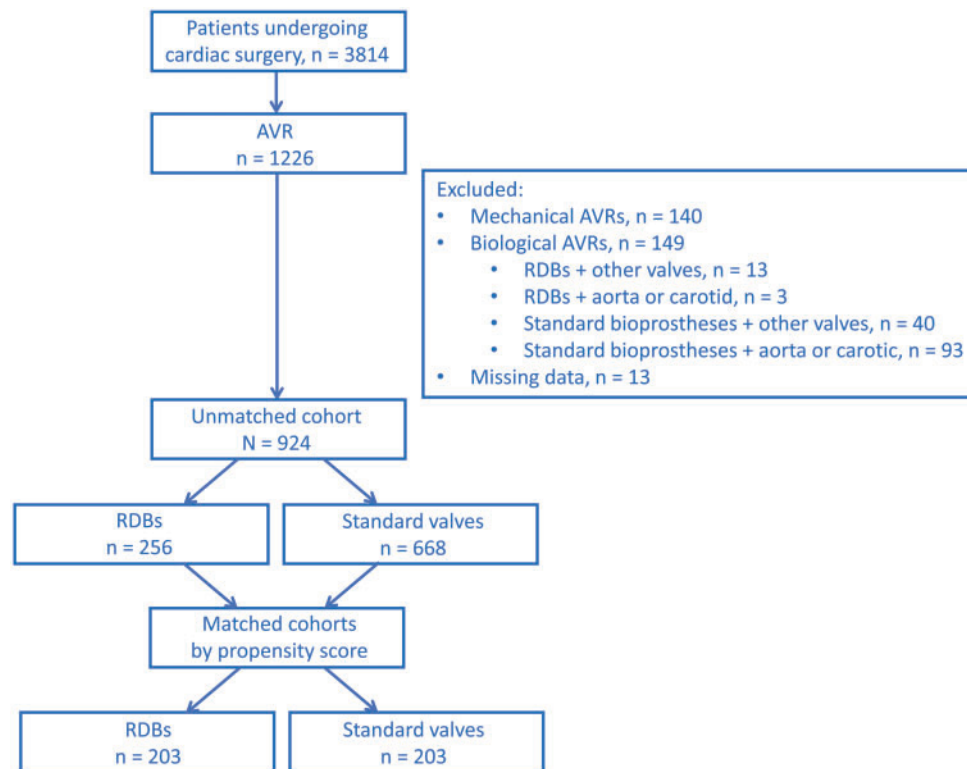 Patients undergoing
cardiac surgery, n = 3814
AVR
n = 1226
Excluded:
• Mechanical AVRs, n = 140
• Biological AVRs, n = 149
• RDBs + other valves, n = 13
• RDBs + aorta or carotid, n = 3
• Standard bioprostheses + other valves, n = 40
• Standard bioprostheses + aorta or carotic, n = 93
• Missing data, n = 13
Unmatched cohort
N = 924
RDBs
n = 256
Standard valves
n = 668
Matched cohorts
by propensity score
RDBs
n = 203
Standard valves
n = 203